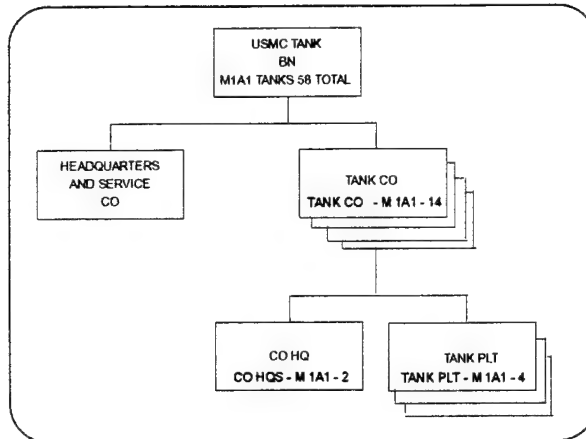 USMC TANK
BN
M1A1 TANKS 58 TOTAL
HEADQUARTERS
AND SERVICE
CO
TANK CO
TANK CO - M 1A1 - 14
CO HQ
CO HQS - M 1A1 - 2
TANK PLT
TANK PLT - M 1A1 - 4